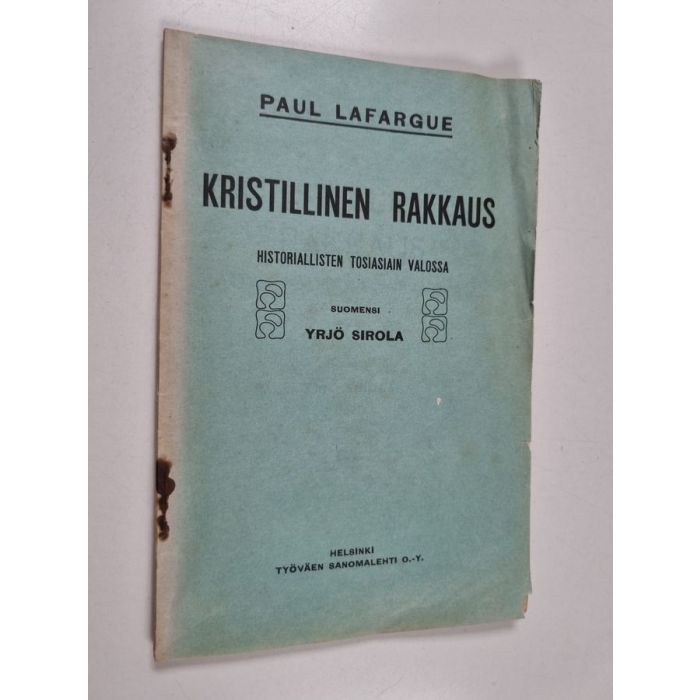 PAUL LAFARGUE
KRISTILLINEN RAKKAUS
HISTORIALLISTEN TOSIASIAIN VALOSSA
SUOMENSI
YRJÖ SIROLA
HELSINKI
TYÖVÄEN SANOMALEHTI O.-Y.